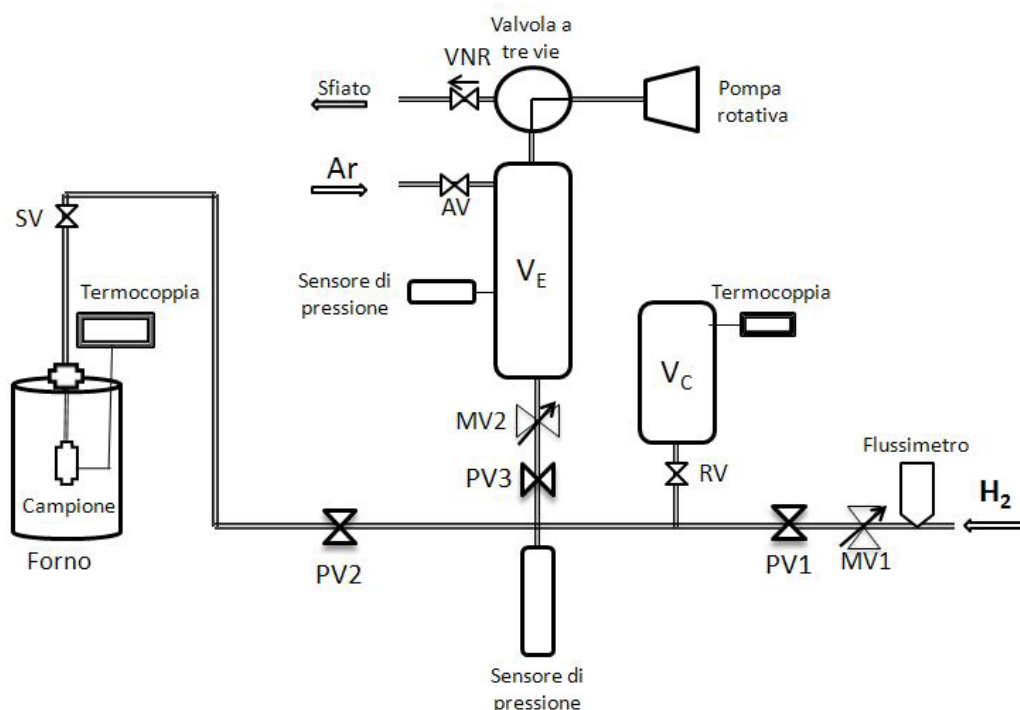 Valvola a
tre vie
VNR
Sfiato
Pompa
rotativa
Ar
AV
SV
V_E
Sensore di
pressione
Termocoppia
Termocoppia
V_C
MV2
Flussimetro
PV3
RV
H₂
Campione
Forno
PV2
PV1
MV1
Sensore di
pressione